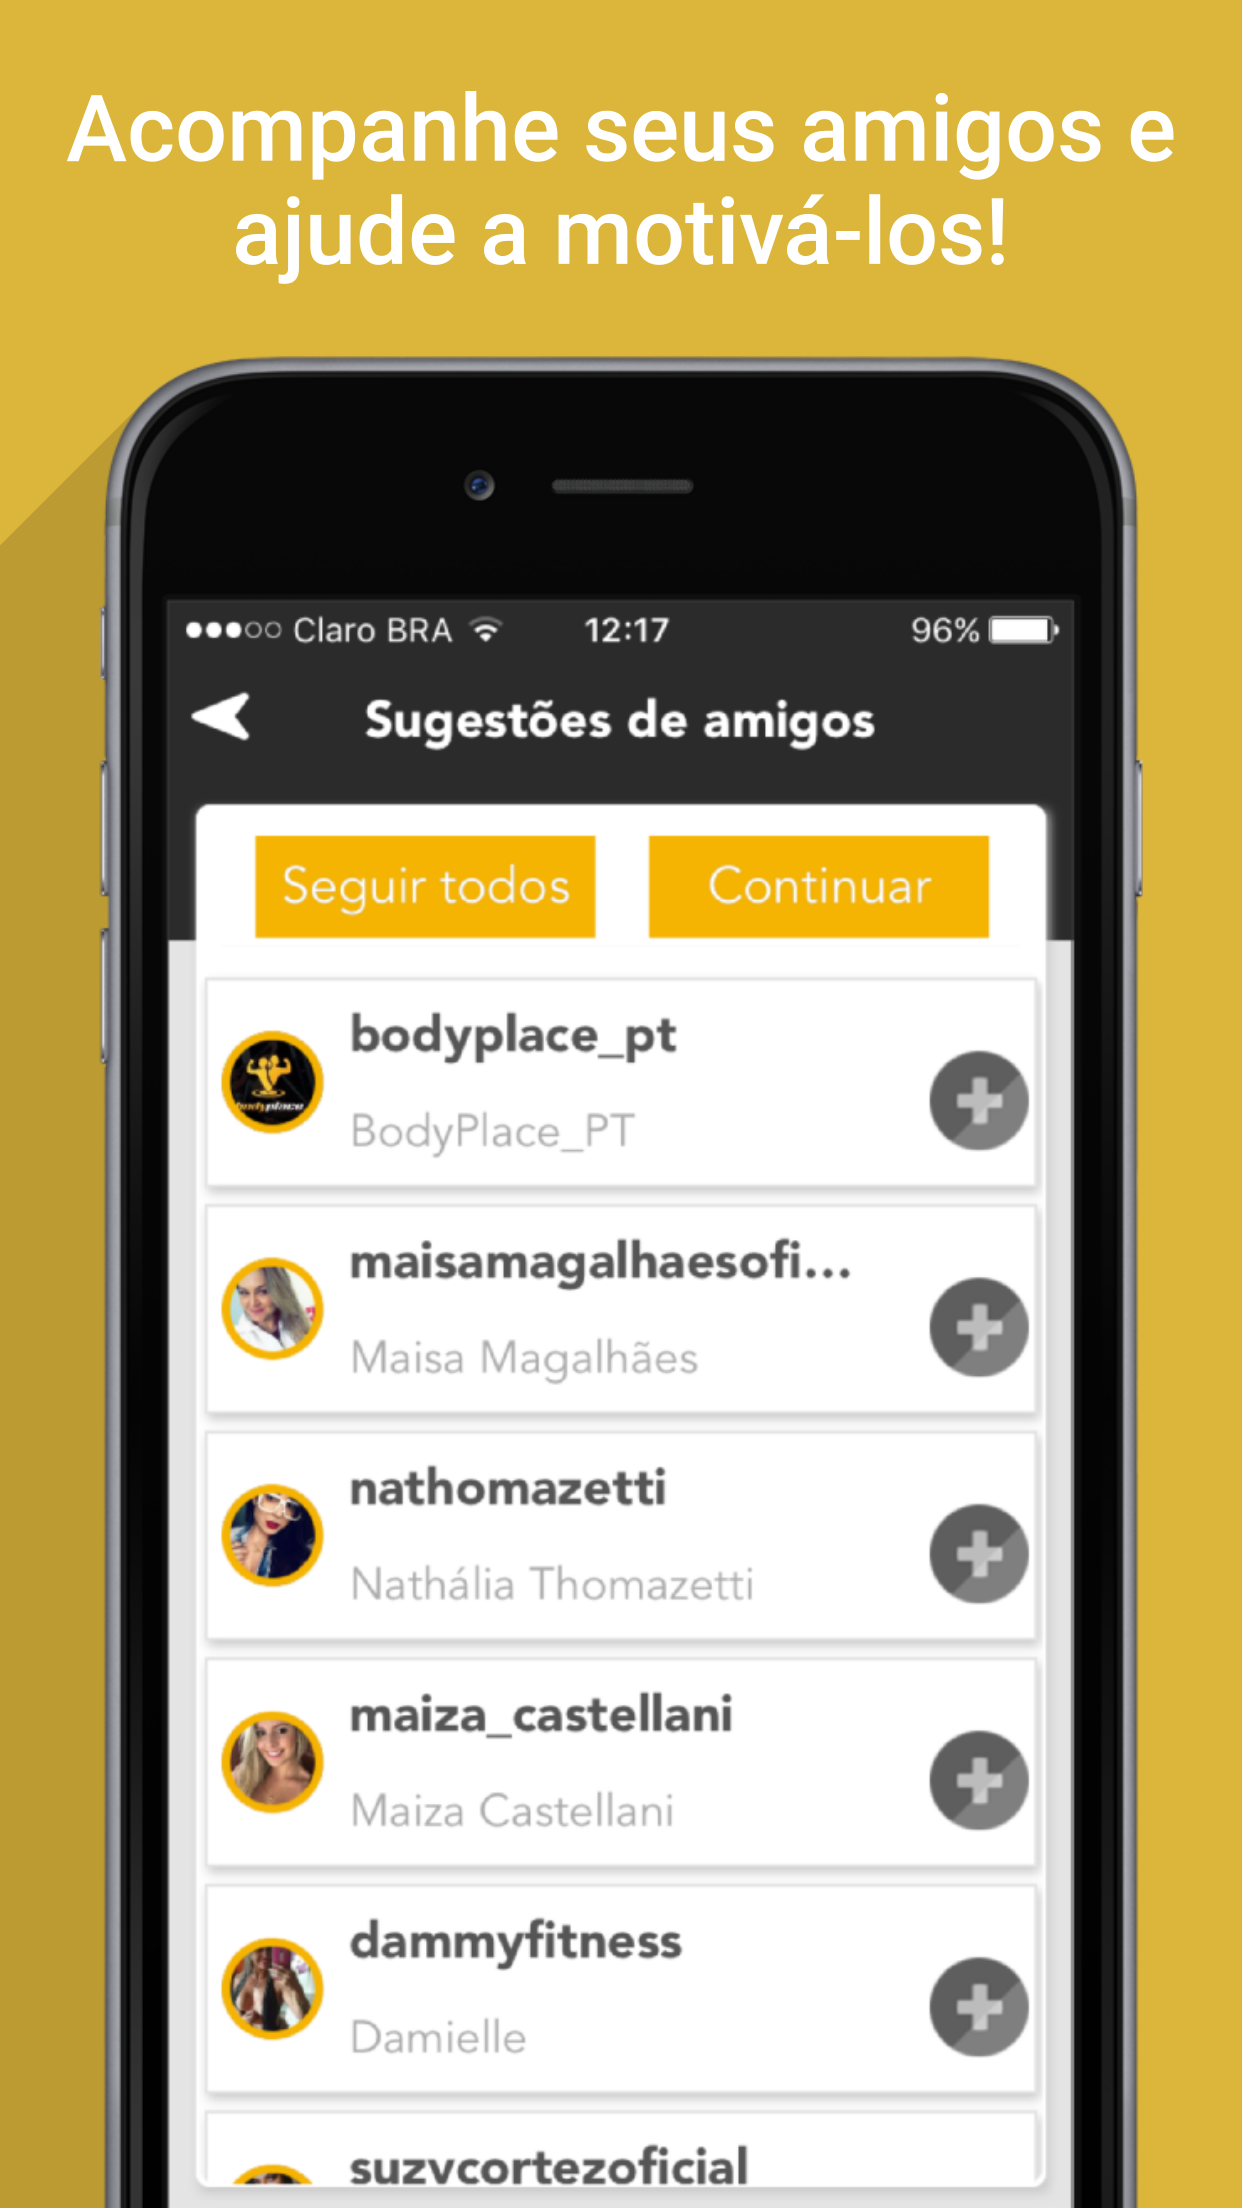 Acompanhe seus amigos e
ajude a motivá-los!
Claro BRA 12:17 96%
Sugestões de amigos
Seguir todos Continuar
bodyplace_pt
bodyplace
BodyPlace_PT
maisamagalhaesofi...
Maisa Magalhães
nathomazetti
Nathália Thomazetti
maiza_castellani
Maiza Castellani
dammyfitness
Damielle
suzycortezoficial